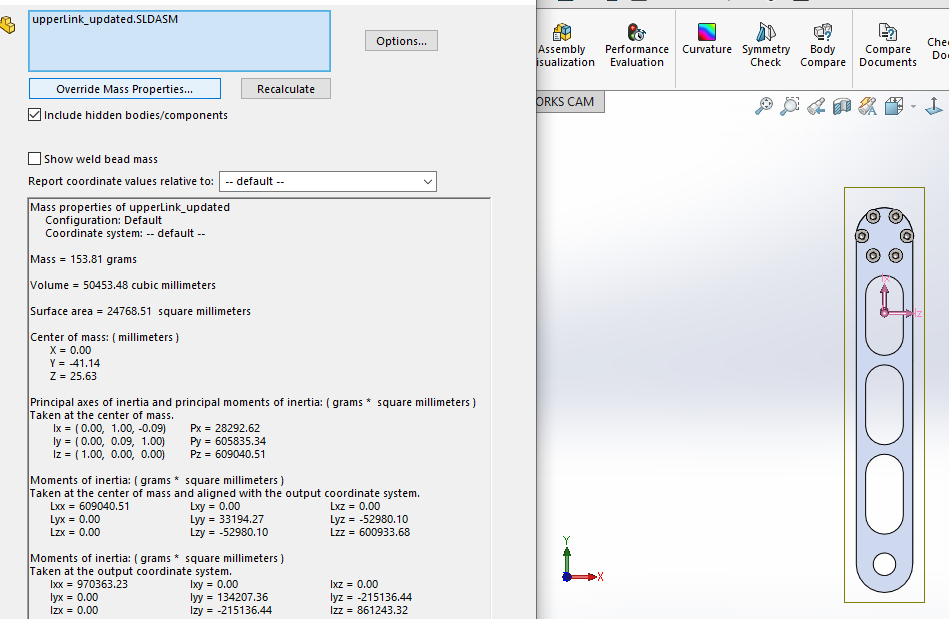 upperLink_updated.SLDASM
Options...
Override Mass Properties...
Recalculate
Include hidden bodies/components
Show weld bead mass
Report coordinate values relative to:
-- default --
Mass properties of upperLink_updated
Configuration: Default
Coordinate system: -- default --
Mass = 153.81 grams
Volume = 50453.48 cubic millimeters
Surface area = 24768.51 square millimeters
Center of mass: ( millimeters )
X = 0.00
Y = -41.14
Z = 25.63
Principal axes of inertia and principal moments of inertia: ( grams * square millimeters )
Taken at the center of mass.
Ix = ( 0.00, 1.00, -0.09) Px = 28292.62
Iy = ( 0.00, 0.09, 1.00) Py = 605835.34
Iz = ( 1.00, 0.00, 0.00) Pz = 609040.51
Moments of inertia: ( grams * square millimeters )
Taken at the center of mass and aligned with the output coordinate system.
Lxx = 609040.51 Lxy = 0.00 Lxz = 0.00
Lyx = 0.00 Lyy = 33194.27 Lyz = -52980.10
Lzx = 0.00 Lzy = -52980.10 Lzz = 600933.68
Moments of inertia: ( grams * square millimeters )
Taken at the output coordinate system.
Ixx = 970363.23 Ixy = 0.00 Ixz = 0.00
Iyx = 0.00 Iyy = 134207.36 Iyz = -215136.44
Izx = 0.00 Izy = -215136.44 Izz = 861243.32
Assembly
isualization
Performance
Evaluation
Curvature
Symmetry
Check
Body
Compare
Compare
Documents
Che
Do
ORKS CAM
Ix
Iz
Y
X